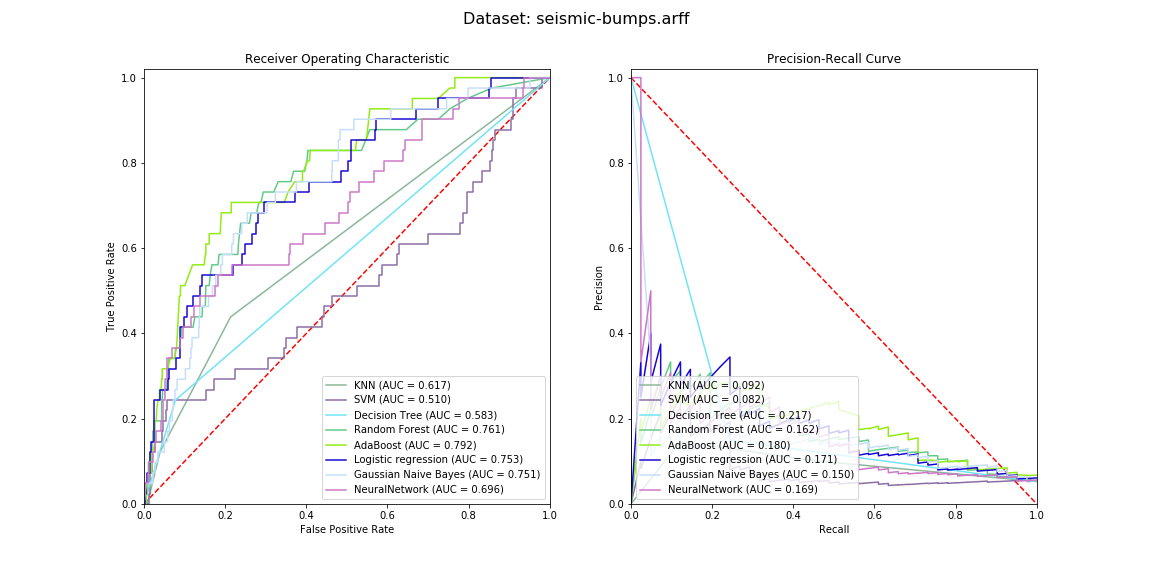 Dataset: seismic-bumps.arff
Receiver Operating Characteristic
True Positive Rate
1.0
0.8
0.6
0.4
0.2
0.0
KNN (AUC = 0.617)
SVM (AUC = 0.510)
Decision Tree (AUC = 0.583)
Random Forest (AUC = 0.761)
AdaBoost (AUC = 0.792)
Logistic regression (AUC = 0.753)
Gaussian Naive Bayes (AUC = 0.751)
NeuralNetwork (AUC = 0.696)
0.0 0.2 0.4 0.6 0.8 1.0
False Positive Rate
Precision-Recall Curve
Precision
1.0
0.8
0.6
0.4
0.2
0.0
KNN (AUC = 0.092)
SVM (AUC = 0.082)
Decision Tree (AUC = 0.217)
Random Forest (AUC = 0.162)
AdaBoost (AUC = 0.180)
Logistic regression (AUC = 0.171)
Gaussian Naive Bayes (AUC = 0.150)
NeuralNetwork (AUC = 0.169)
0.0 0.2 0.4 0.6 0.8 1.0
Recall